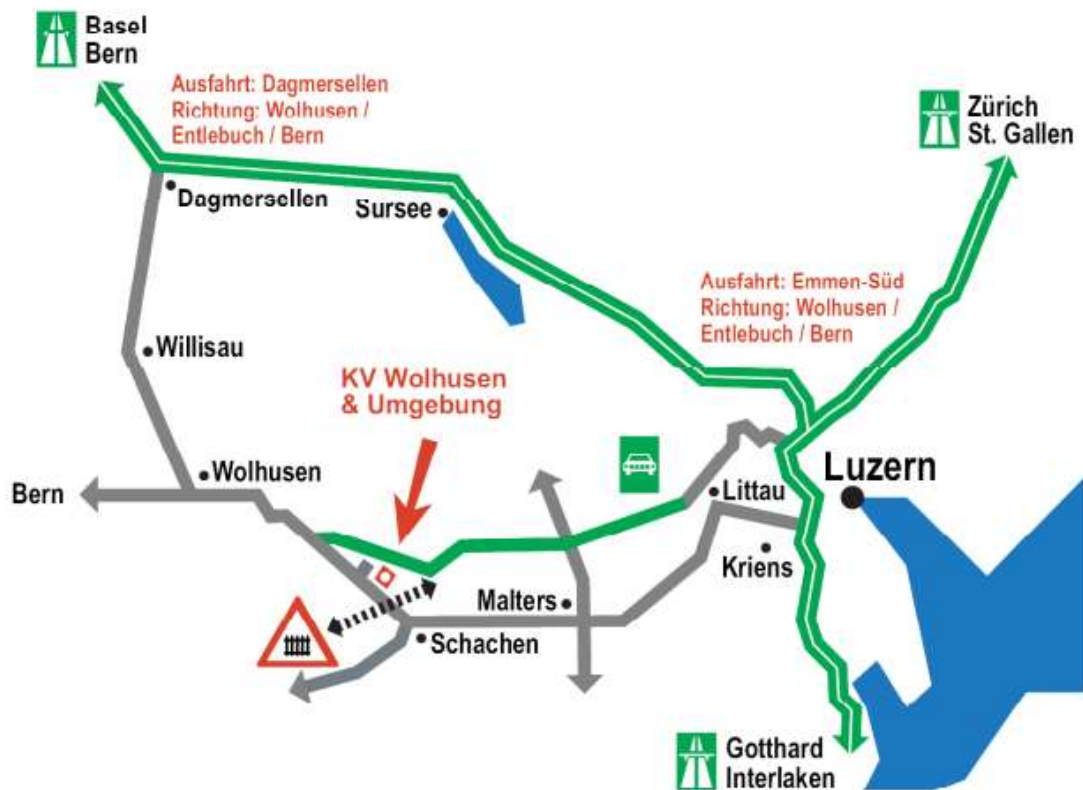 Basel
Bern
Ausfahrt: Dagmersellen
Richtung: Wolhusen /
Entlebuch / Bern
Zürich
St. Gallen
Dagmersellen
Sursee
Ausfahrt: Emmen-Süd
Richtung: Wolhusen /
Entlebuch / Bern
Willisau
KV Wolhusen
& Umgebung
Wolhusen
Luzern
Bern
Littau
Kriens
Malters
Schachen
Gotthard
Interlaken